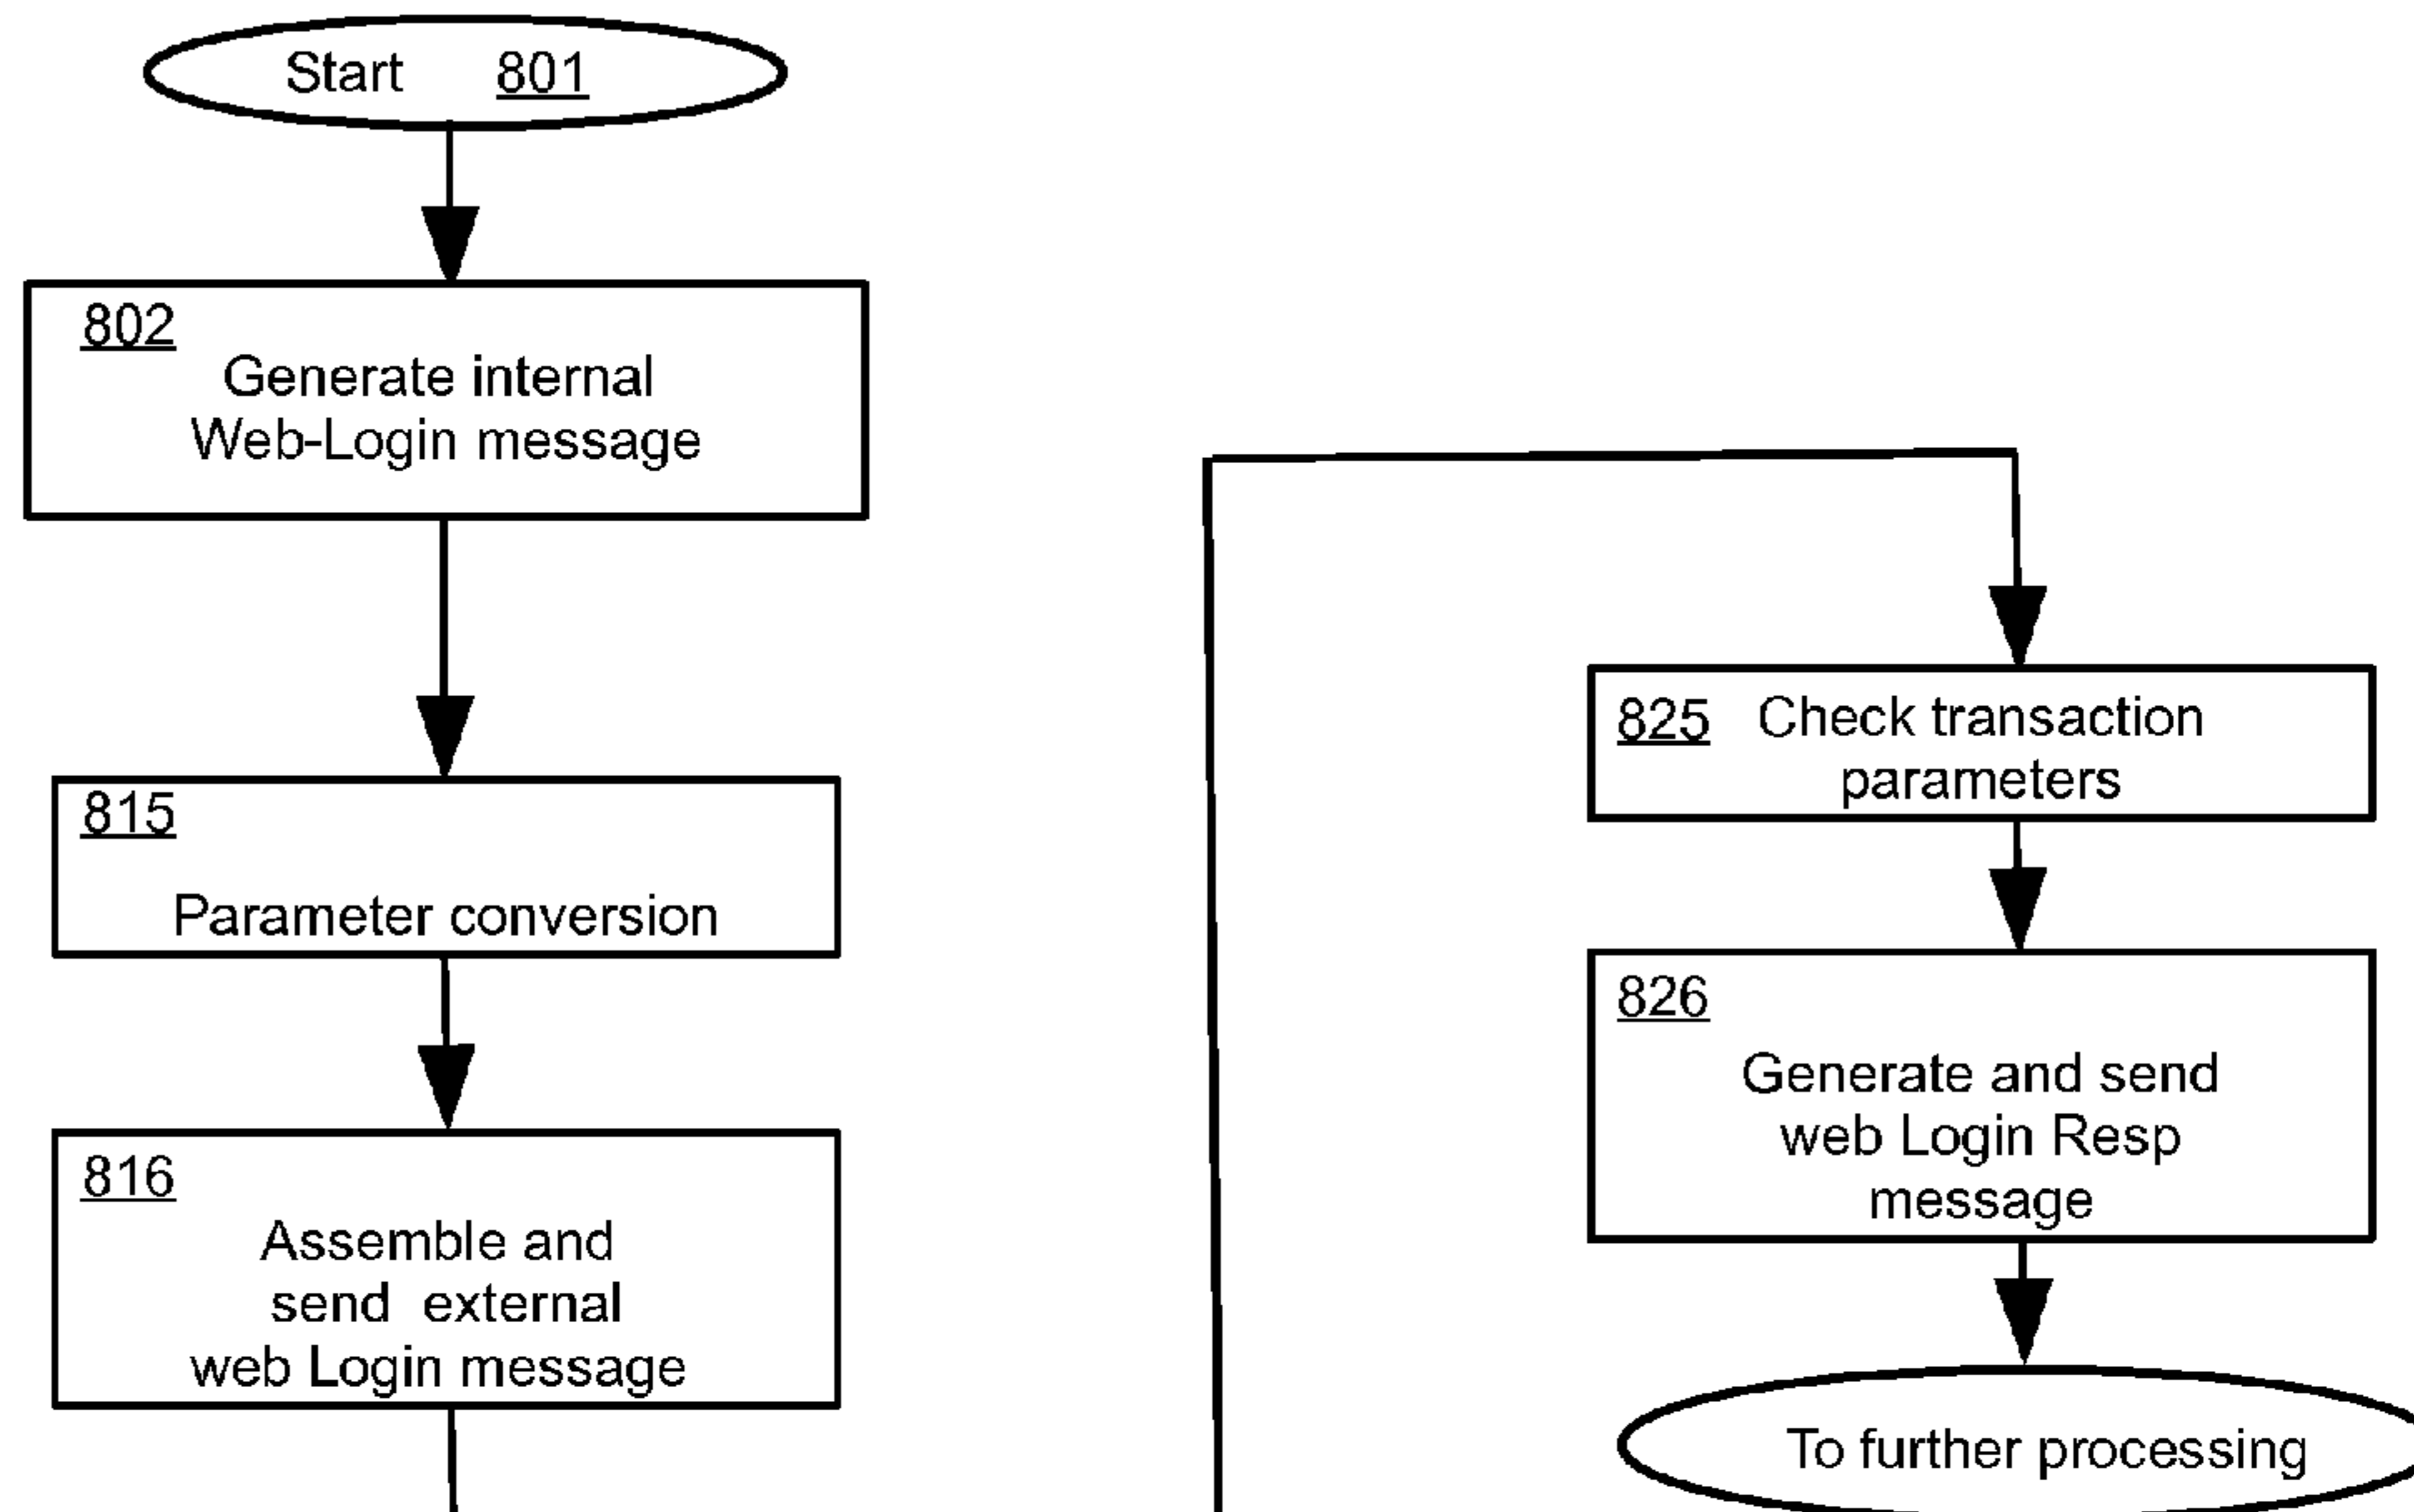 Start 801
802
Generate internal
Web-Login message
815
Parameter conversion
816
Assemble and
send external
web Login message
825 Check transaction
parameters
826
Generate and send
web Login Resp
message
To further processing